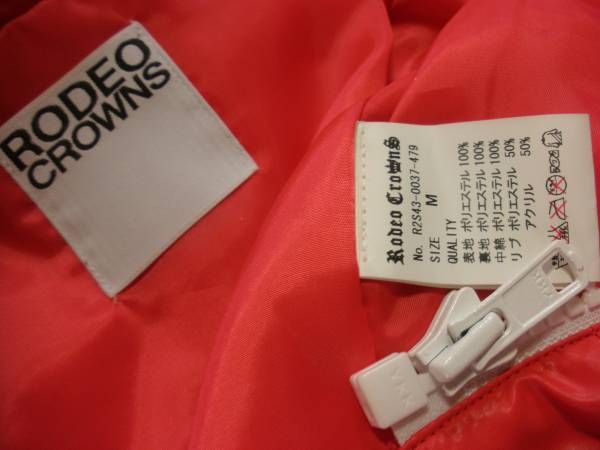 RODEO
CROWNS
Rodeo Crowns
No. R2S43-0037-479
SIZE M
QUALITY
表地 ポリエステル 100%
裏地 ポリエステル 100%
中綿 ポリエステル 100%
リブ ポリエステル 50%
アクリル 50%
YKK